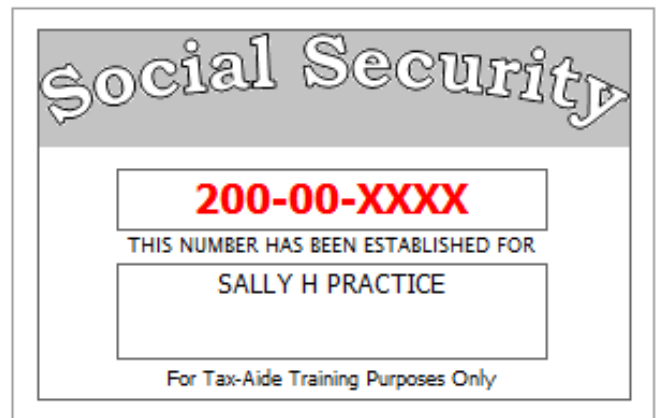 Social Security
200-00-XXXX
THIS NUMBER HAS BEEN ESTABLISHED FOR
SALLY H PRACTICE
For Tax-Aide Training Purposes Only